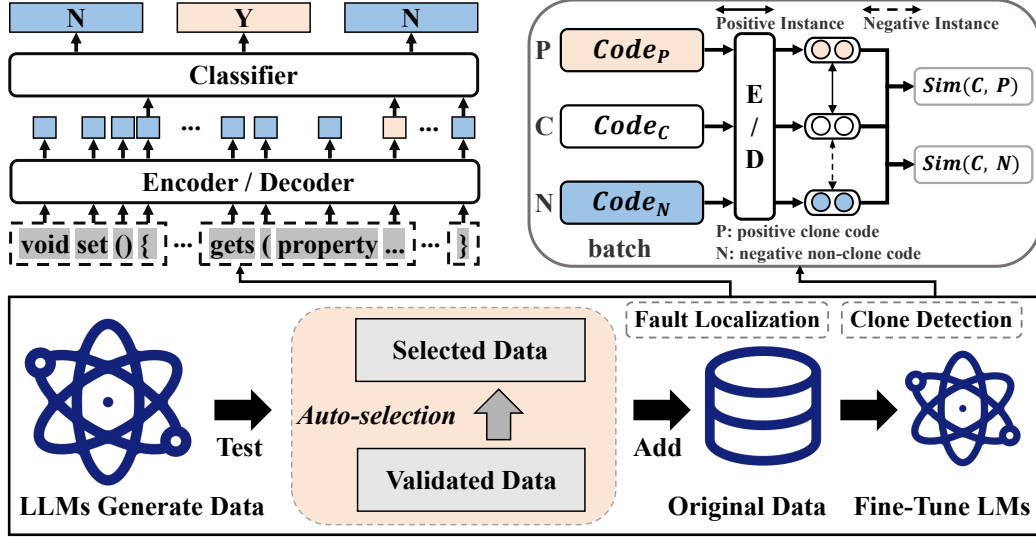 N
Y
N
Classifier
...
...
Encoder / Decoder
void set () { ... gets ( property ... ... }
Positive Instance
Negative Instance
P
Code_P
C
Code_C
N
Code_N
E
/
D
Sim(C, P)
Sim(C, N)
batch
P: positive clone code
N: negative non-clone code
Fault Localization
Clone Detection
Selected Data
Auto-selection
Validated Data
Test
Add
LLMs Generate Data
Original Data
Fine-Tune LMs